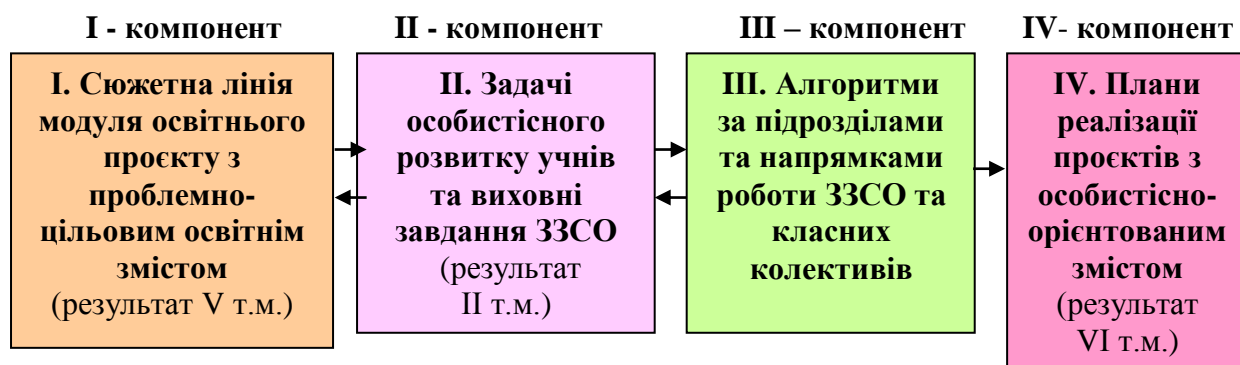 I - компонент
II - компонент
III – компонент
IV- компонент
I. Сюжетна лінія
модуля освітнього
проєкту з
проблемно-
цільовим освітнім
змістом
(результат V т.м.)
II. Задачі
особистісного
розвитку учнів
та виховні
завдання ЗЗСО
(результат
II т.м.)
III. Алгоритми
за підрозділами
та напрямками
роботи ЗЗСО та
класних
колективів
IV. Плани
реалізації
проєктів з
особистісно-
орієнтованим
змістом
(результат
VI т.м.)